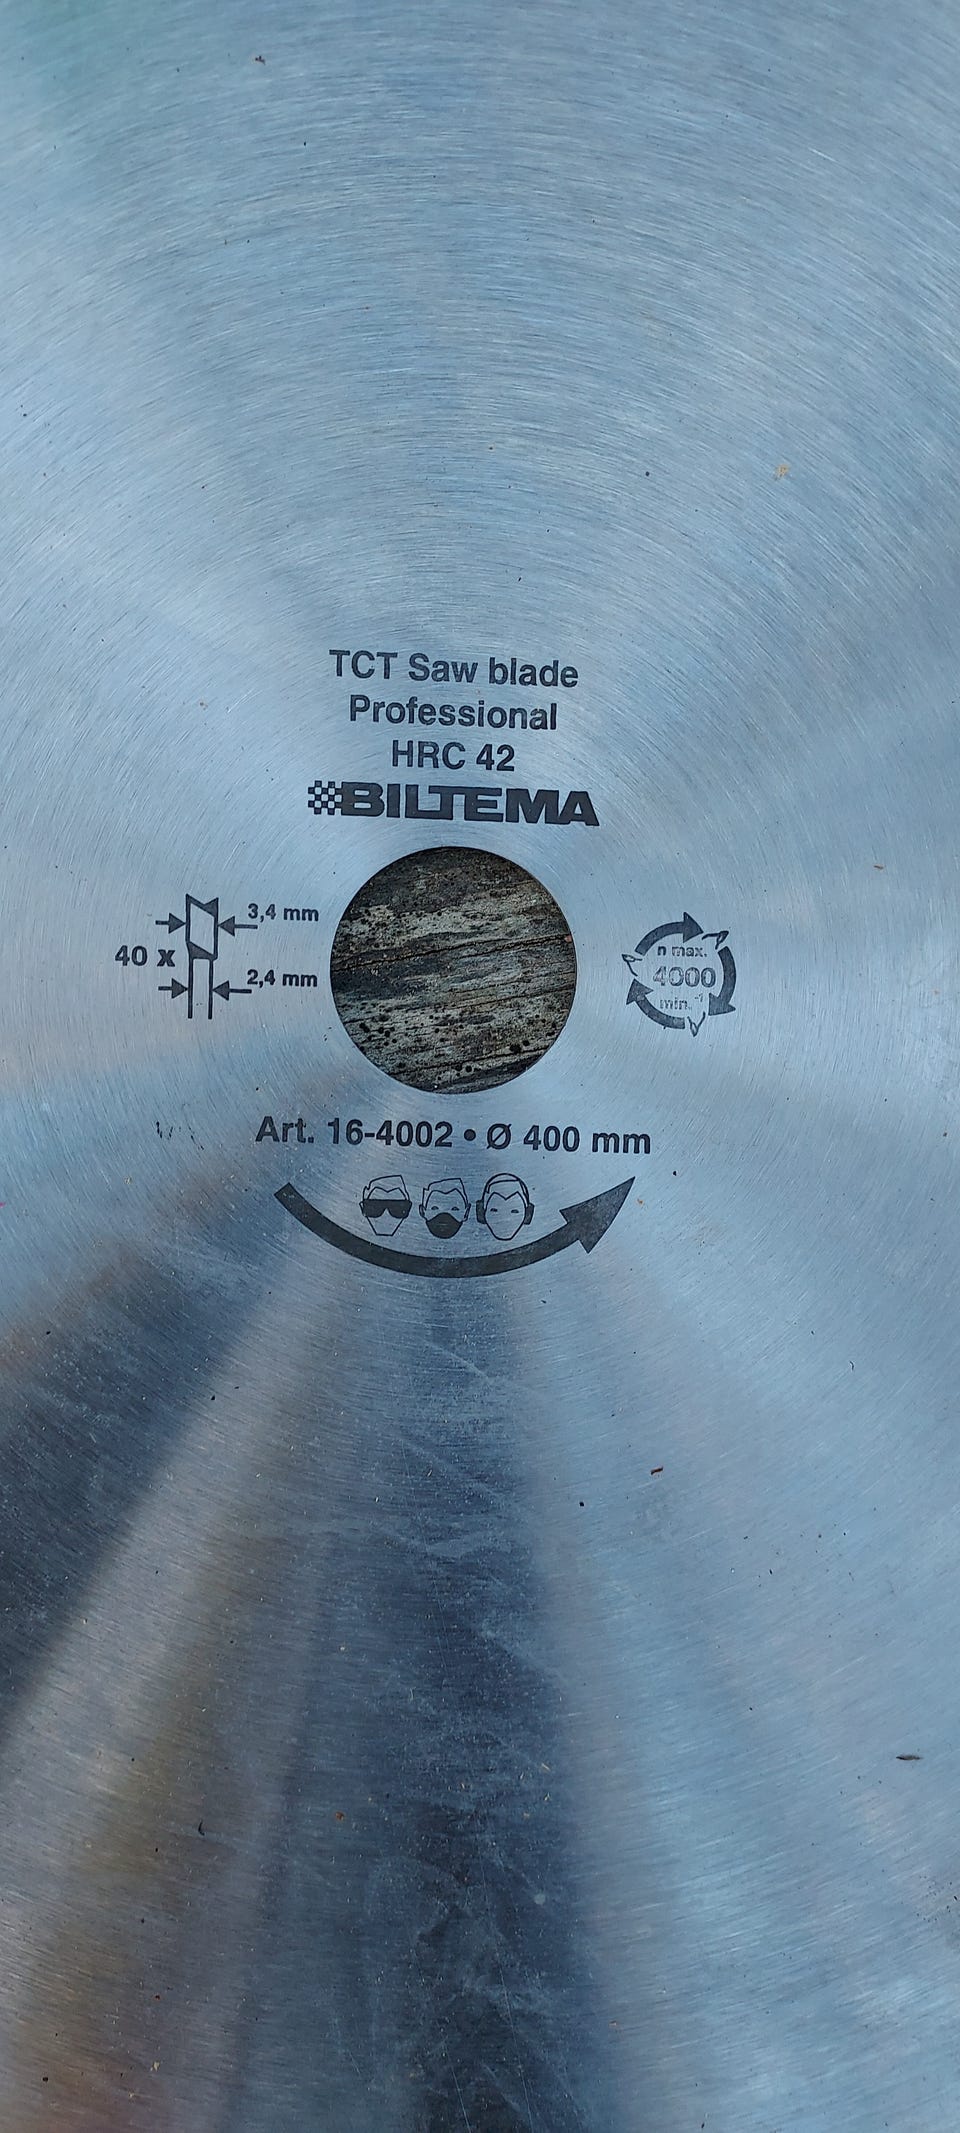 TCT Saw blade
Professional
HRC 42
BILTEMA
3,4 mm
40 x
2,4 mm
n max.
4000
min.⁻¹
Art. 16-4002 • Ø 400 mm